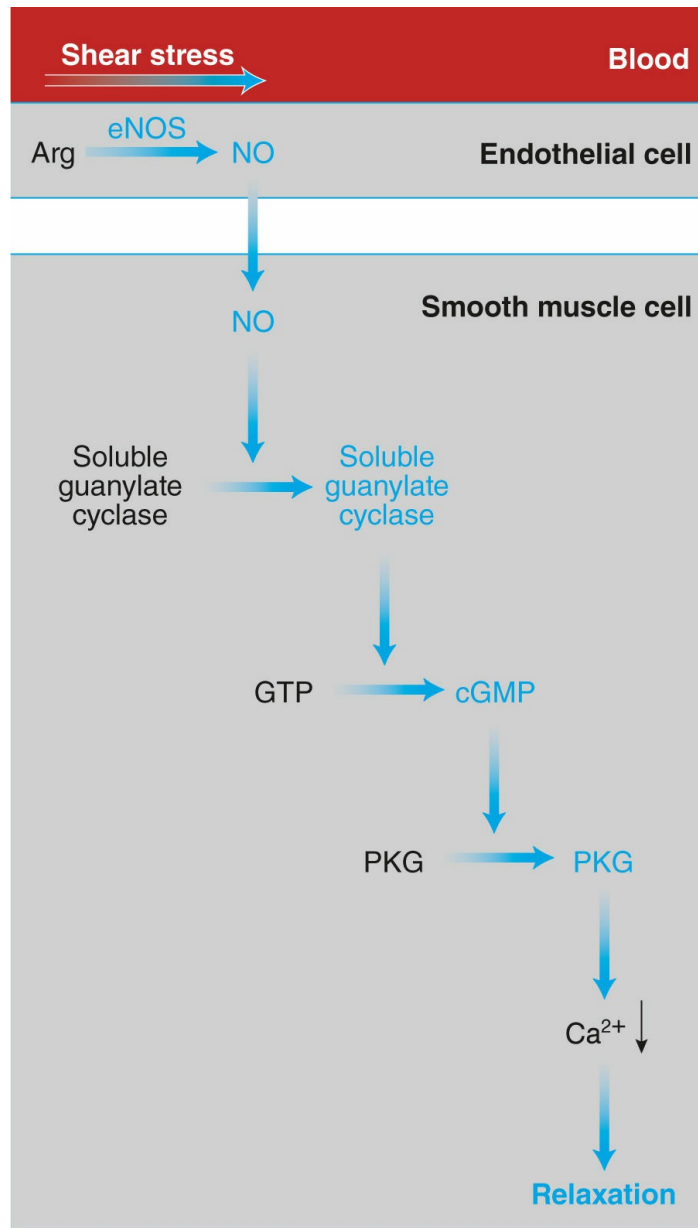 Shear stress
Blood
eNOS
Arg
NO
Endothelial cell
Smooth muscle cell
NO
Soluble
guanylate
cyclase
Soluble
guanylate
cyclase
GTP
cGMP
PKG
PKG
Ca²⁺
Relaxation